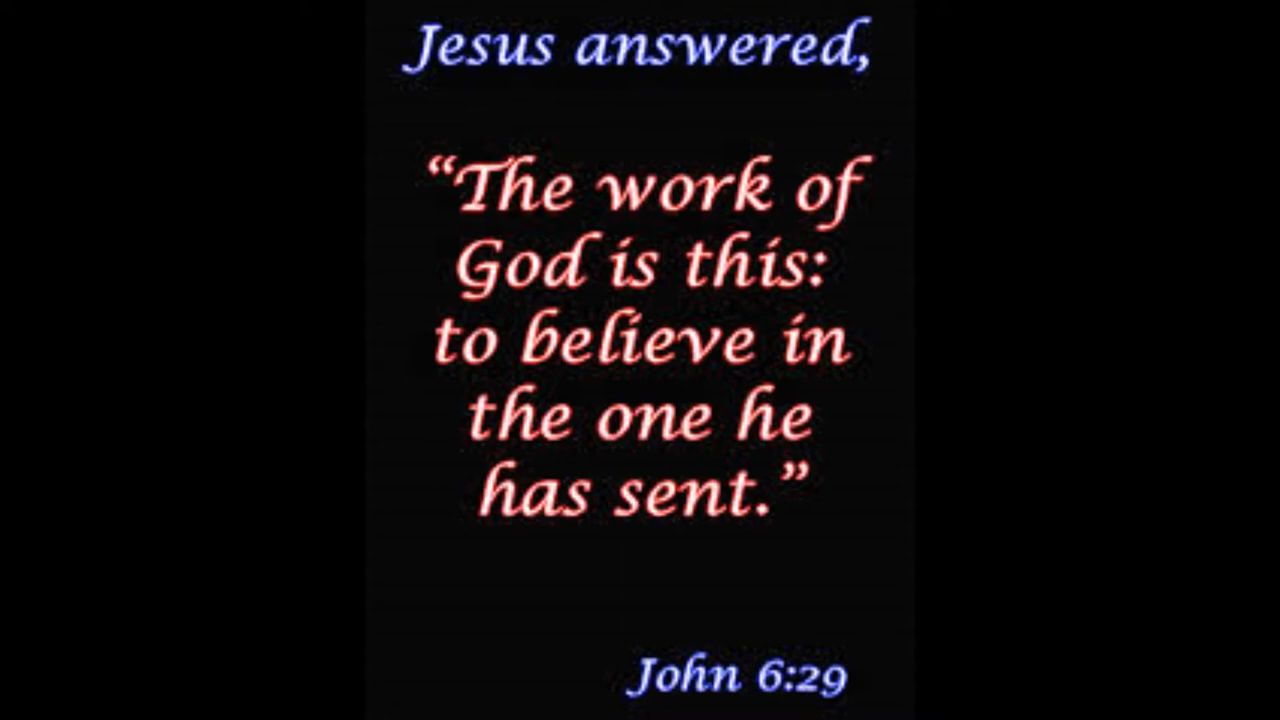 Jesus answered,
“The work of
God is this:
to believe in
the one he
has sent.”
John 6:29